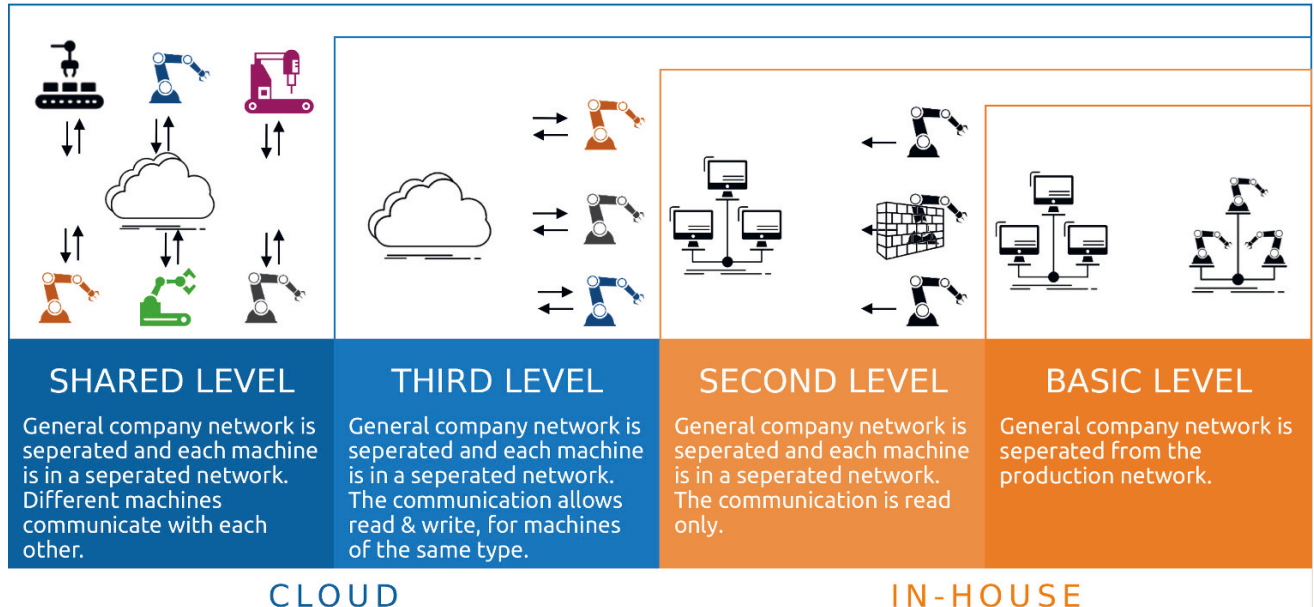 SHARED LEVEL
General company network is
seperated and each machine
is in a seperated network.
Different machines
communicate with each
other.
THIRD LEVEL
General company network is
seperated and each machine
is in a seperated network.
The communication allows
read & write, for machines
of the same type.
SECOND LEVEL
General company network is
seperated and each machine
is in a seperated network.
The communication is read
only.
BASIC LEVEL
General company network is
seperated from the
production network.
CLOUD
IN-HOUSE